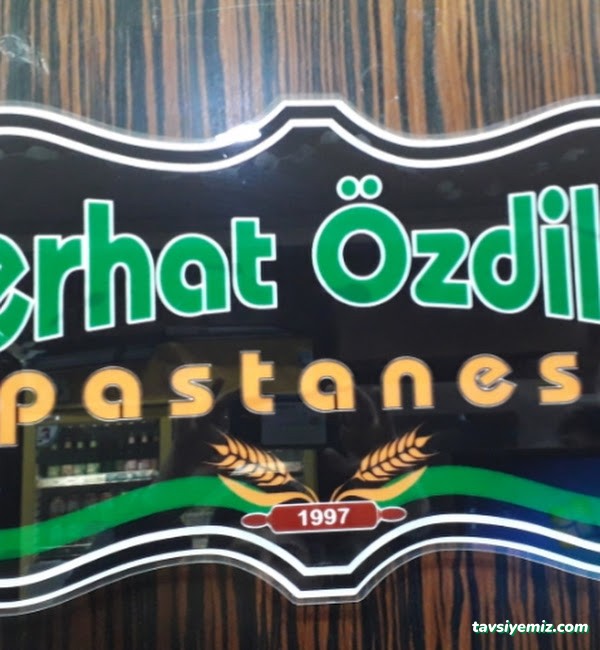 erhat Özdil
pastanes
1997
tavsiyemiz.com